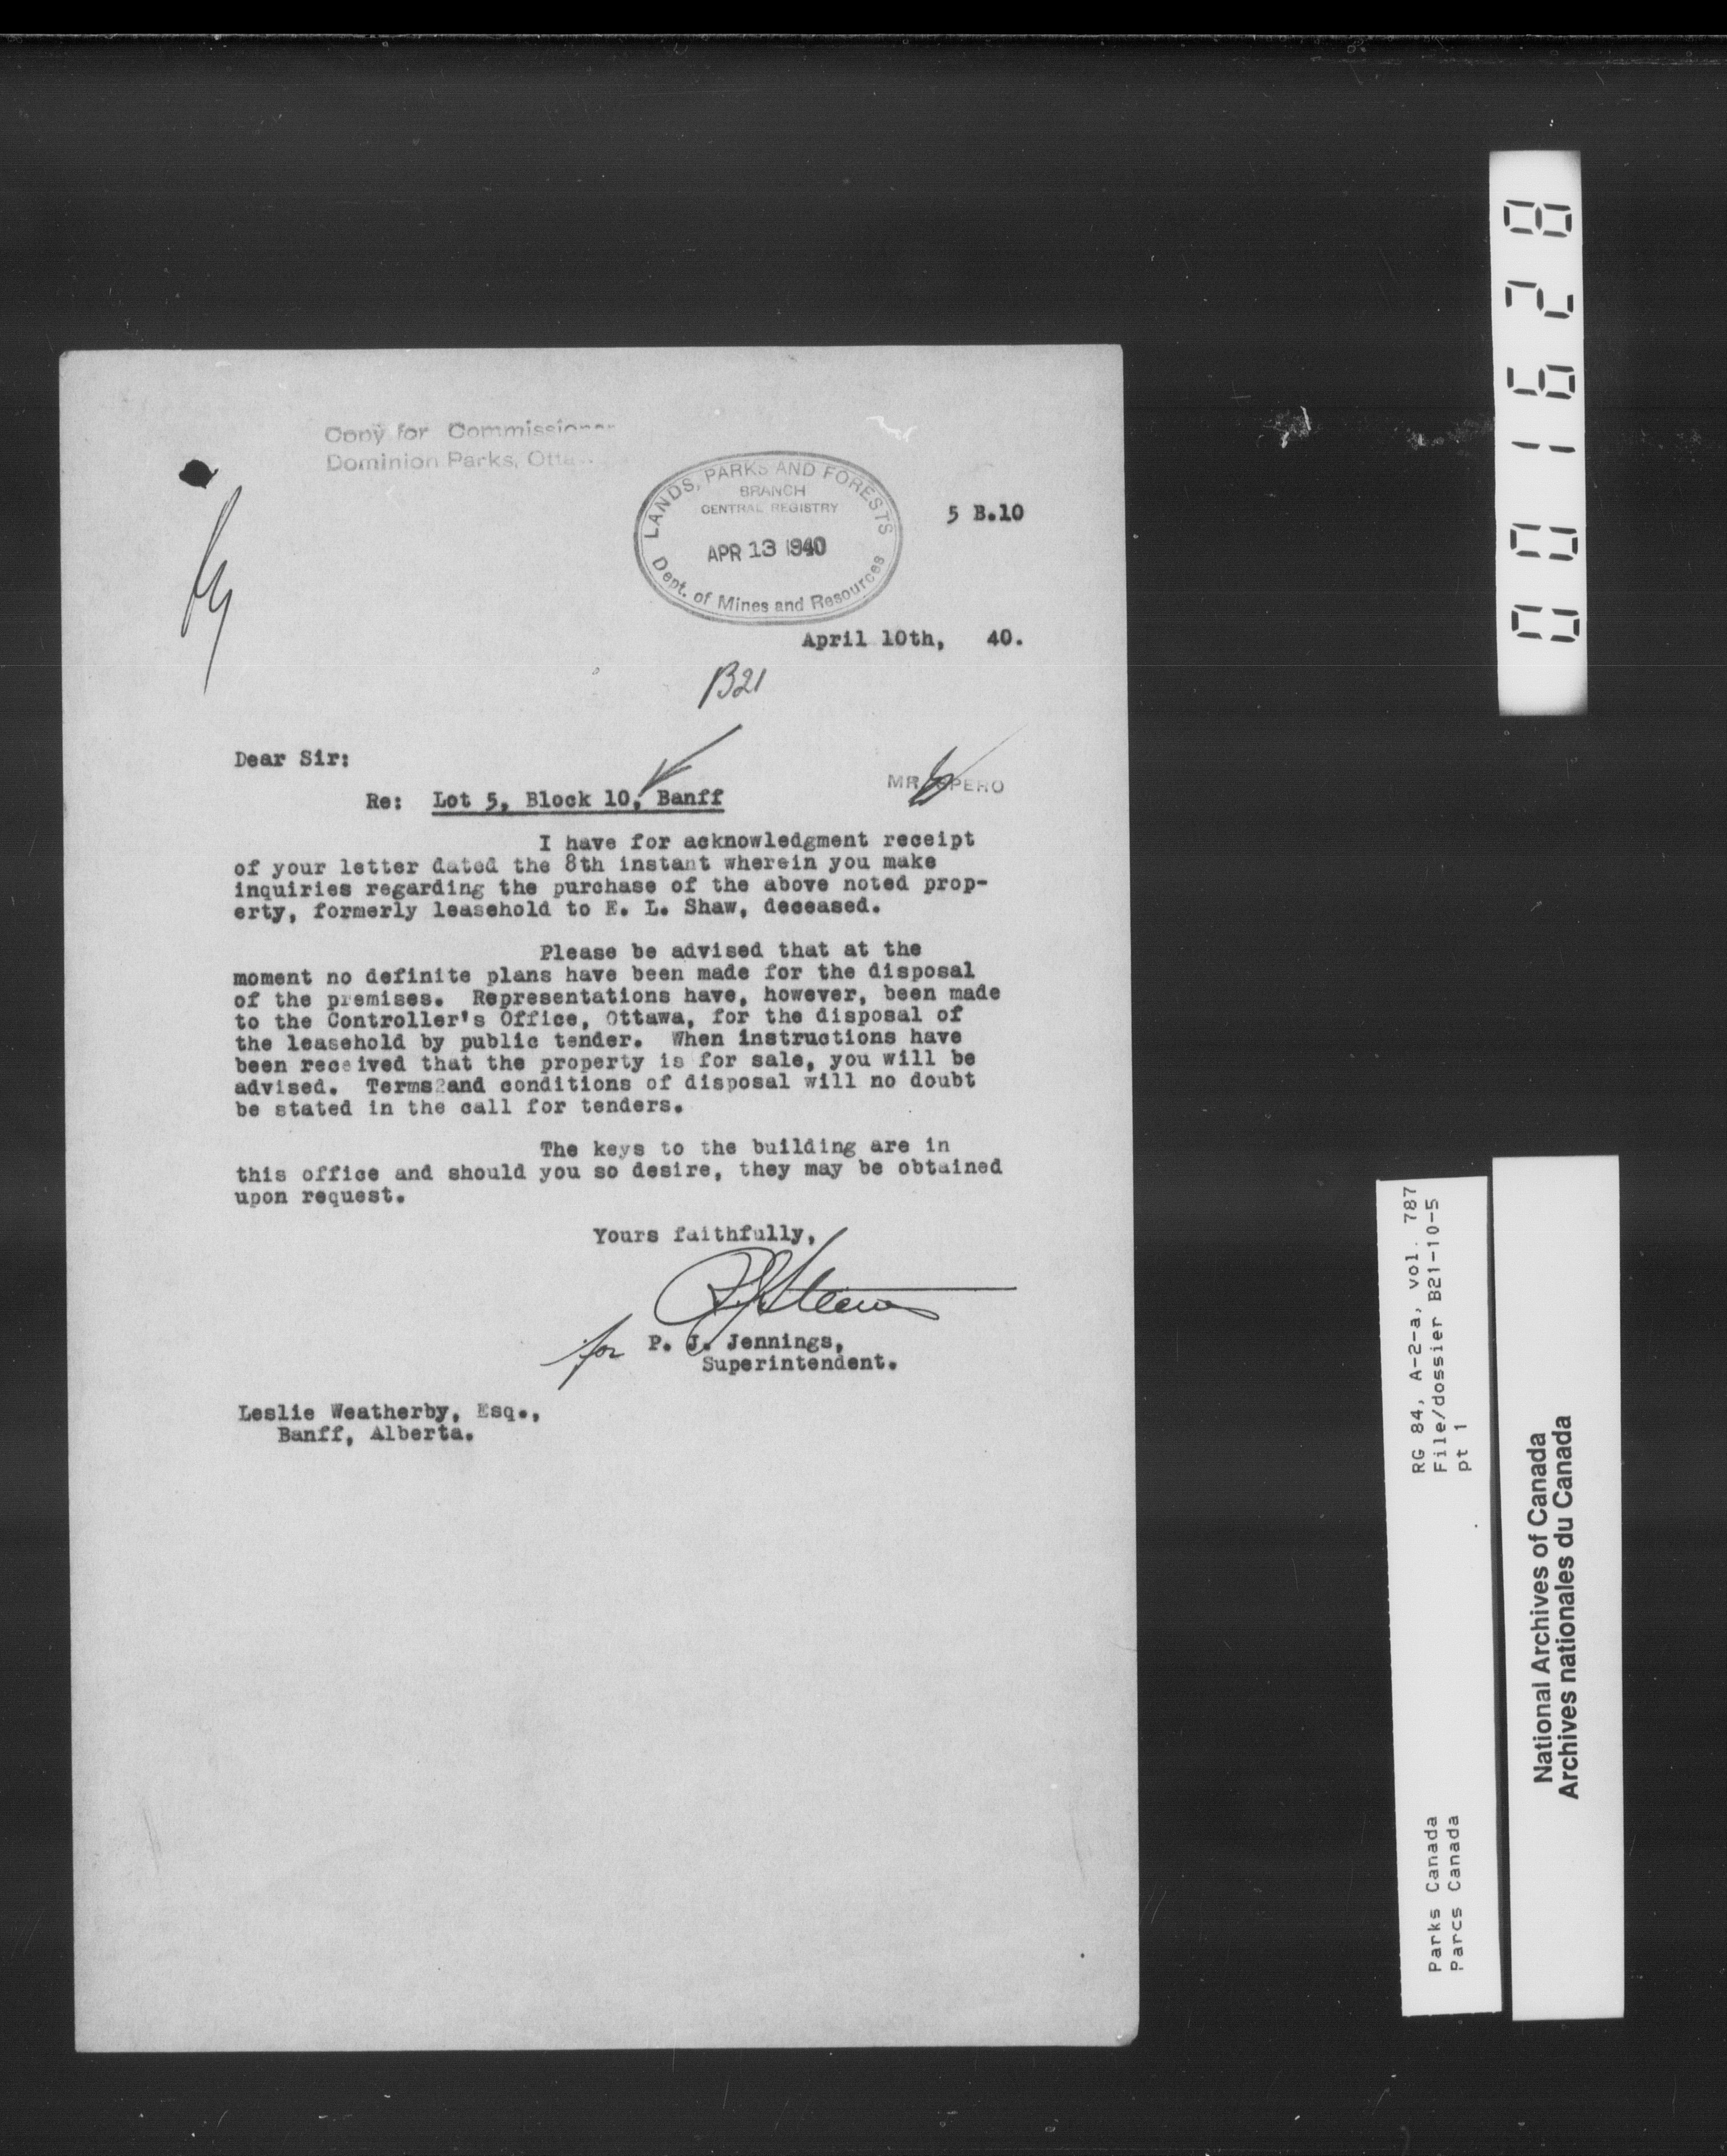 Copy for Commissioner
Dominion Parks, Ottawa
LANDS, PARKS AND FORESTS
BRANCH
CENTRAL REGISTRY
APR 13 1940
Dept. of Mines and Resources
5 B.10
April 10th, 40.
B21
Dear Sir:
MR. SPERO
Re: Lot 5, Block 10, Banff
I have for acknowledgment receipt
of your letter dated the 8th instant wherein you make
inquiries regarding the purchase of the above noted prop-
erty, formerly leasehold to E. L. Shaw, deceased.
Please be advised that at the
moment no definite plans have been made for the disposal
of the premises. Representations have, however, been made
to the Controller's Office, Ottawa, for the disposal of
the leasehold by public tender. When instructions have
been received that the property is for sale, you will be
advised. Terms and conditions of disposal will no doubt
be stated in the call for tenders.
The keys to the building are in
this office and should you so desire, they may be obtained
upon request.
Yours faithfully,
for P. J. Jennings,
Superintendent.
Leslie Weatherby, Esq.,
Banff, Alberta.
001628
RG 84, A-2-a, vol. 787
File/dossier B21-10-5
pt 1
Parks Canada
Parcs Canada
National Archives of Canada
Archives nationales du Canada